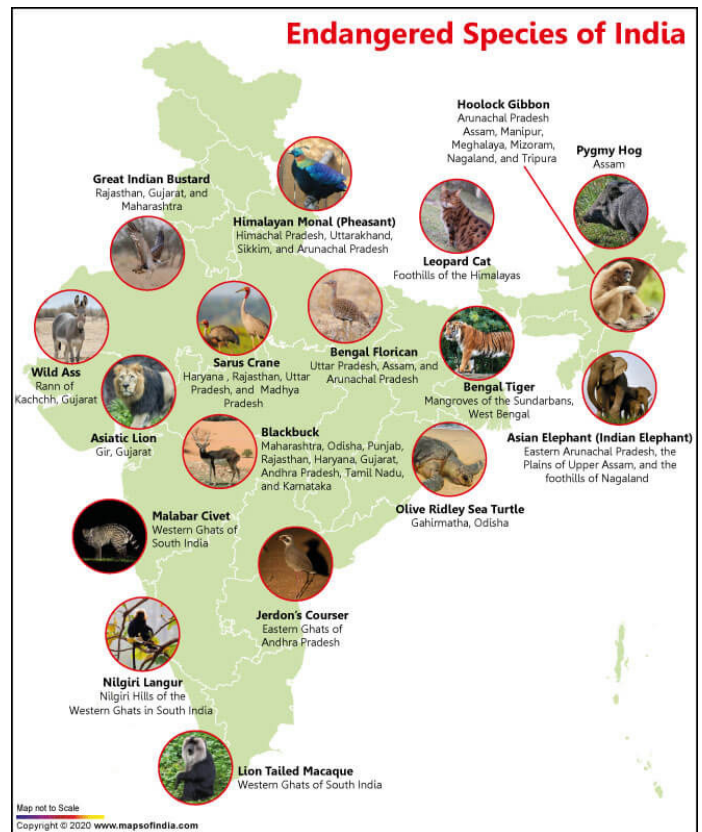 Endangered Species of India
Hoolock Gibbon
Arunachal Pradesh
Assam, Manipur,
Meghalaya, Mizoram,
Nagaland, and Tripura
Pygmy Hog
Assam
Great Indian Bustard
Rajasthan, Gujarat, and
Maharashtra
Himalayan Monal (Pheasant)
Himachal Pradesh, Uttarakhand,
Sikkim, and Arunachal Pradesh
Leopard Cat
Foothills of the Himalayas
Wild Ass
Rann of
Kachchh, Gujarat
Sarus Crane
Haryana , Rajasthan, Uttar
Pradesh, and Madhya
Pradesh
Bengal Florican
Uttar Pradesh, Assam, and
Arunachal Pradesh
Bengal Tiger
Mangroves of the Sundarbans,
West Bengal
Asiatic Lion
Gir, Gujarat
Blackbuck
Maharashtra, Odisha, Punjab,
Rajasthan, Haryana, Gujarat,
Andhra Pradesh, Tamil Nadu,
and Karnataka
Asian Elephant (Indian Elephant)
Eastern Arunachal Pradesh, the
Plains of Upper Assam, and the
foothills of Nagaland
Olive Ridley Sea Turtle
Gahirmatha, Odisha
Malabar Civet
Western Ghats of
South India
Jerdon's Courser
Eastern Ghats of
Andhra Pradesh
Nilgiri Langur
Nilgiri Hills of the
Western Ghats in South India
Lion Tailed Macaque
Western Ghats of South India
Map not to Scale
Copyright © 2020 www.mapsofindia.com